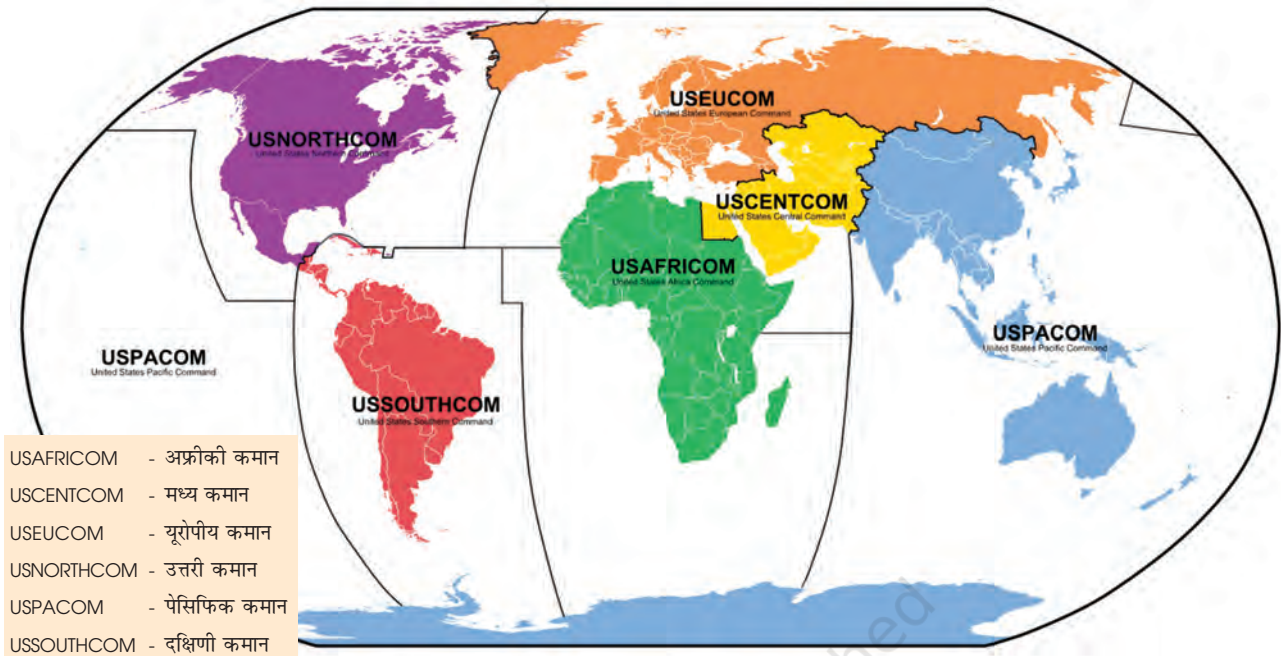 USEUCOM
United States European Command
USNORTHCOM
United States Northern Command
USCENTCOM
United States Central Command
USAFRICOM
United States Africa Command
USPACOM
United States Pacific Command
USPACOM
United States Pacific Command
USSOUTHCOM
United States Southern Command
USAFRICOM - अफ्रीकी कमान
USCENTCOM - मध्य कमान
USEUCOM - यूरोपीय कमान
USNORTHCOM - उत्तरी कमान
USPACOM - पेसिफिक कमान
USSOUTHCOM - दक्षिणी कमान